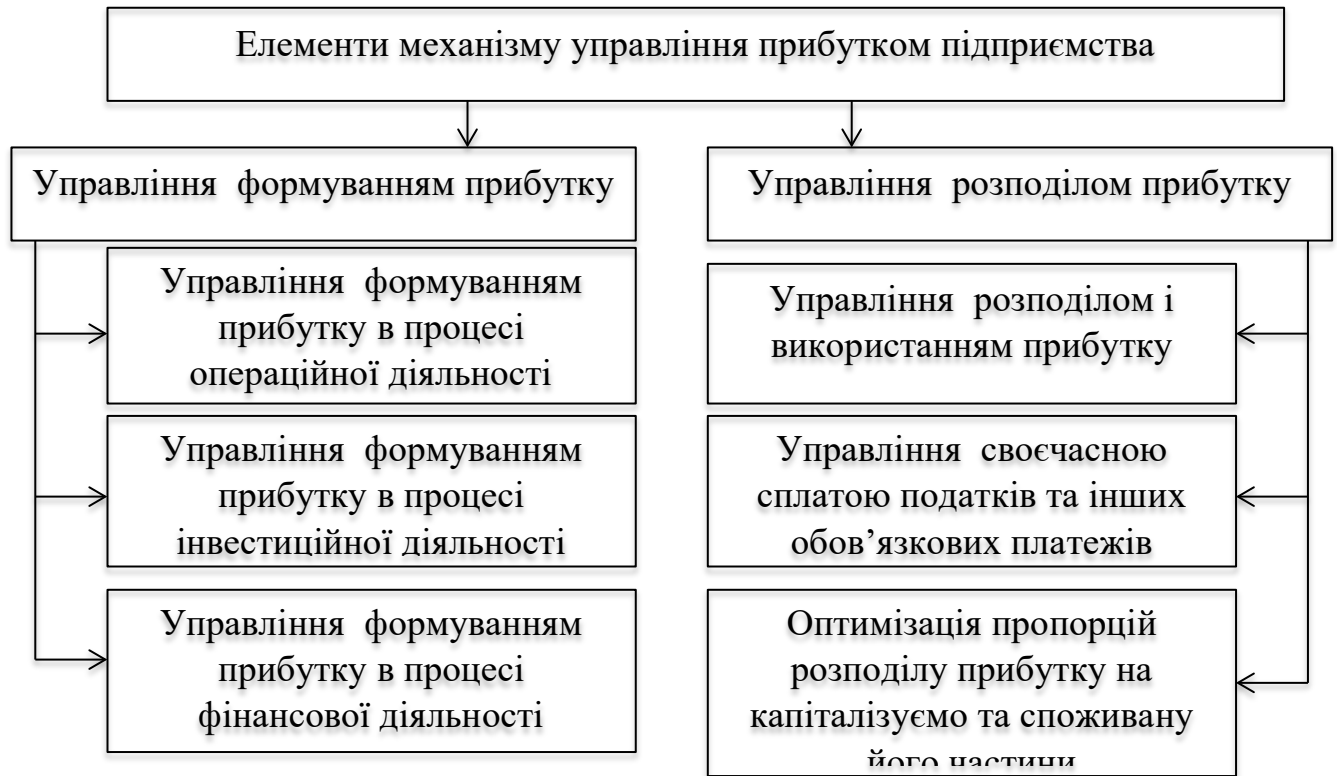 Елементи механізму управління прибутком підприємства
Управління формуванням прибутку
Управління формуванням
прибутку в процесі
операційної діяльності
Управління формуванням
прибутку в процесі
інвестиційної діяльності
Управління формуванням
прибутку в процесі
фінансової діяльності
Управління розподілом прибутку
Управління розподілом і
використанням прибутку
Управління своєчасною
сплатою податків та інших
обов’язкових платежів
Оптимізація пропорцій
розподілу прибутку на
капіталізуємо та споживану
його частини